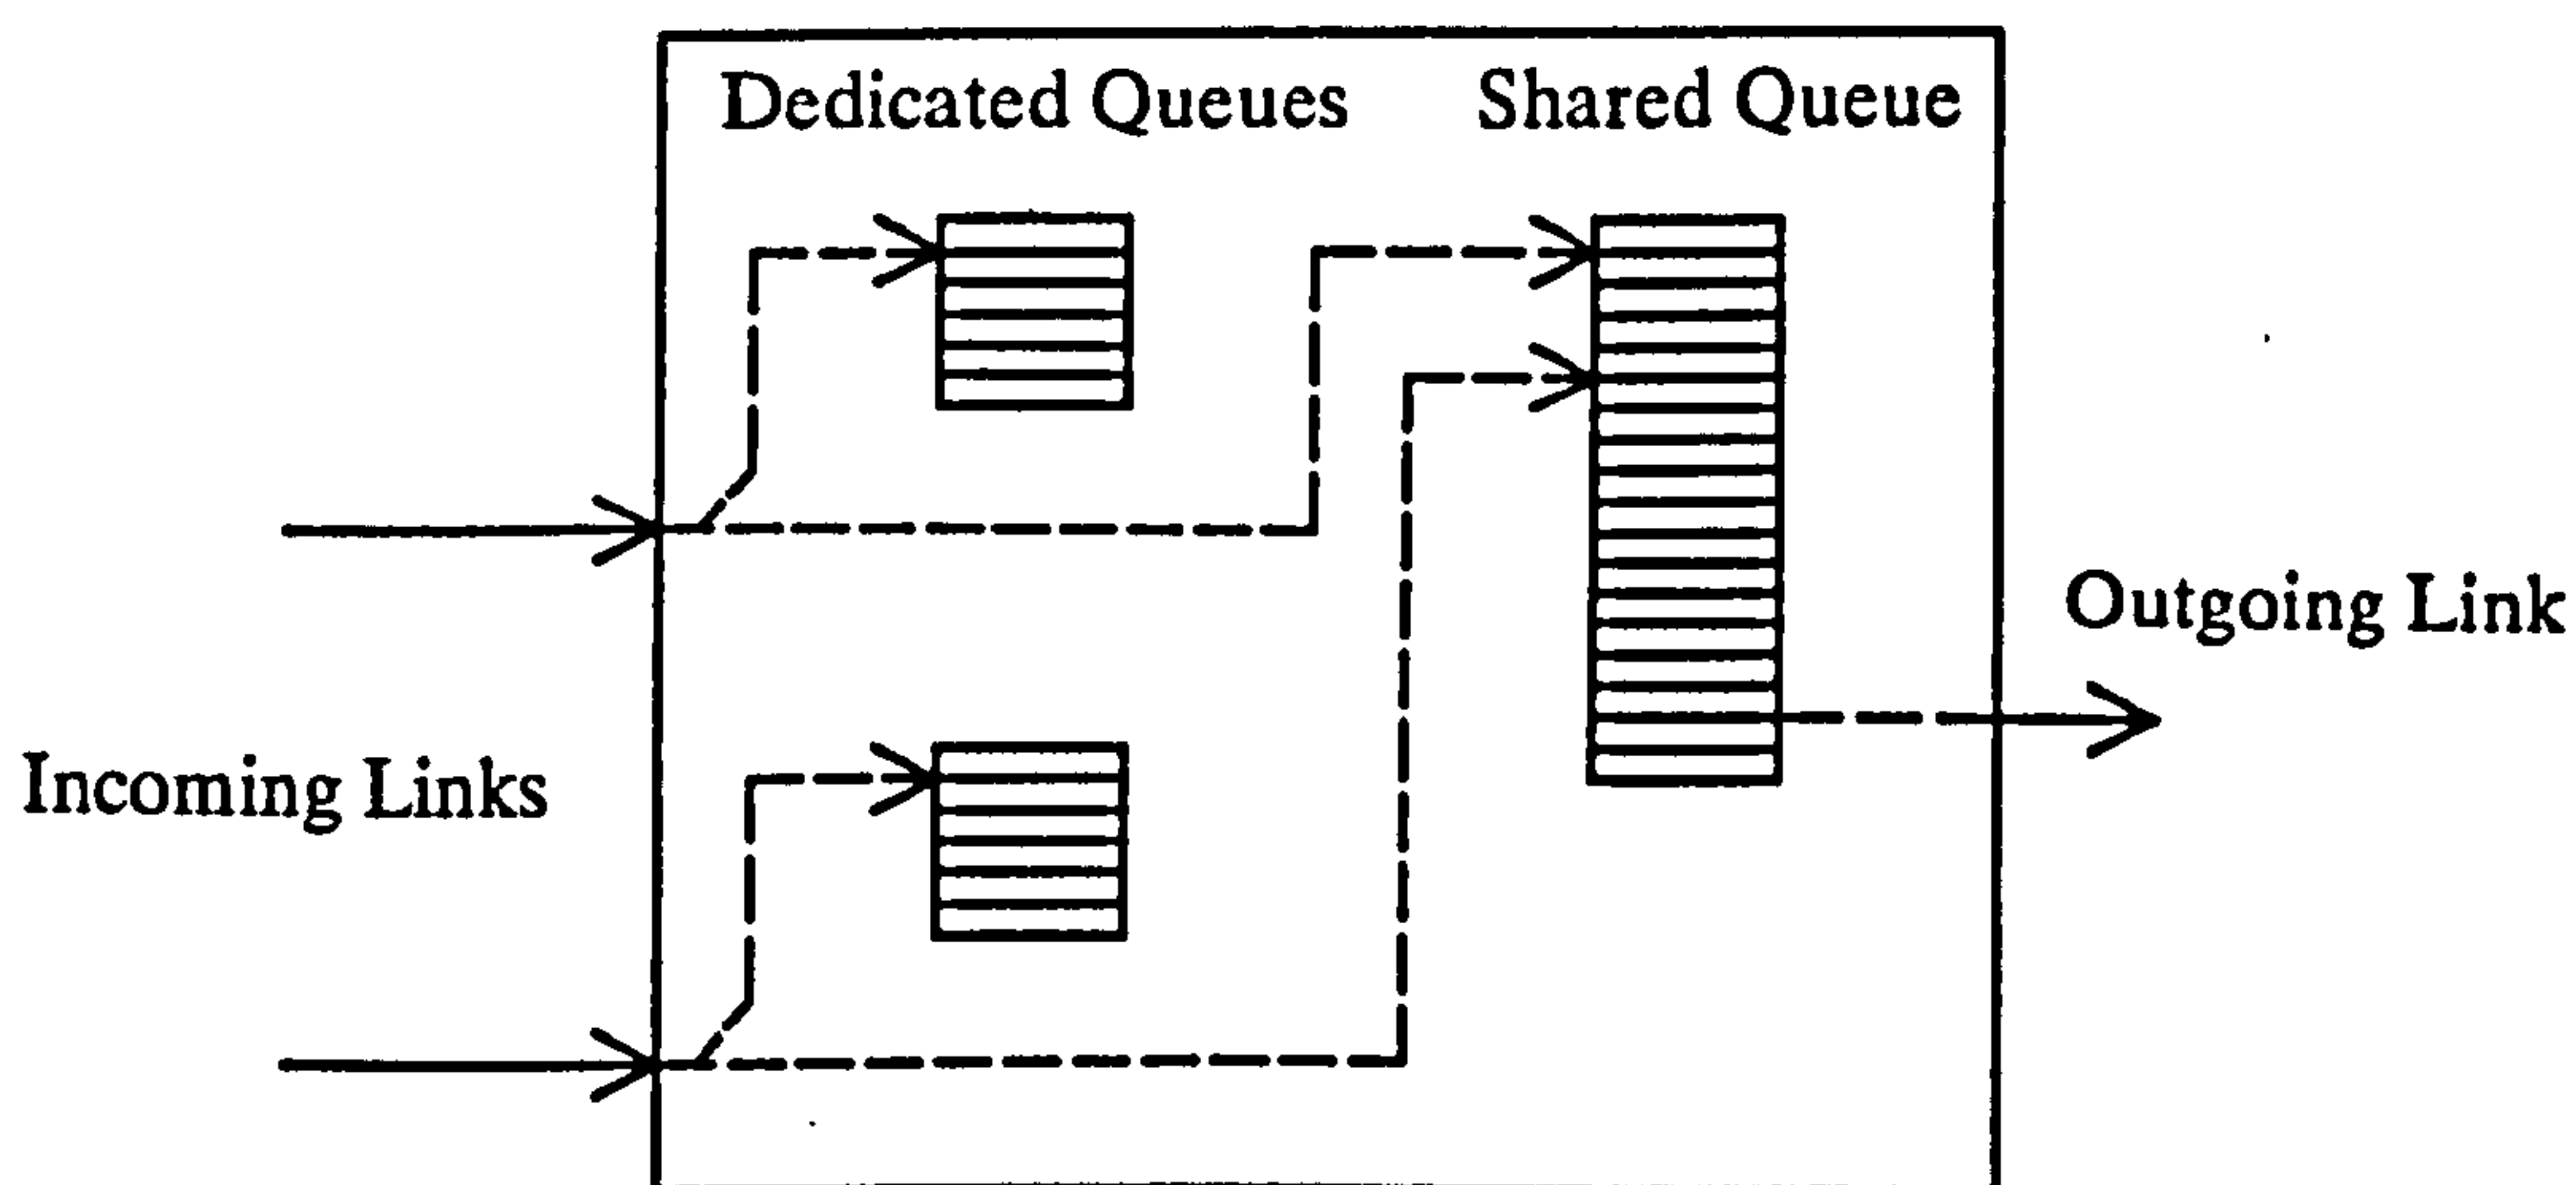 Dedicated Queues
Shared Queue
Outgoing Link
Incoming Links